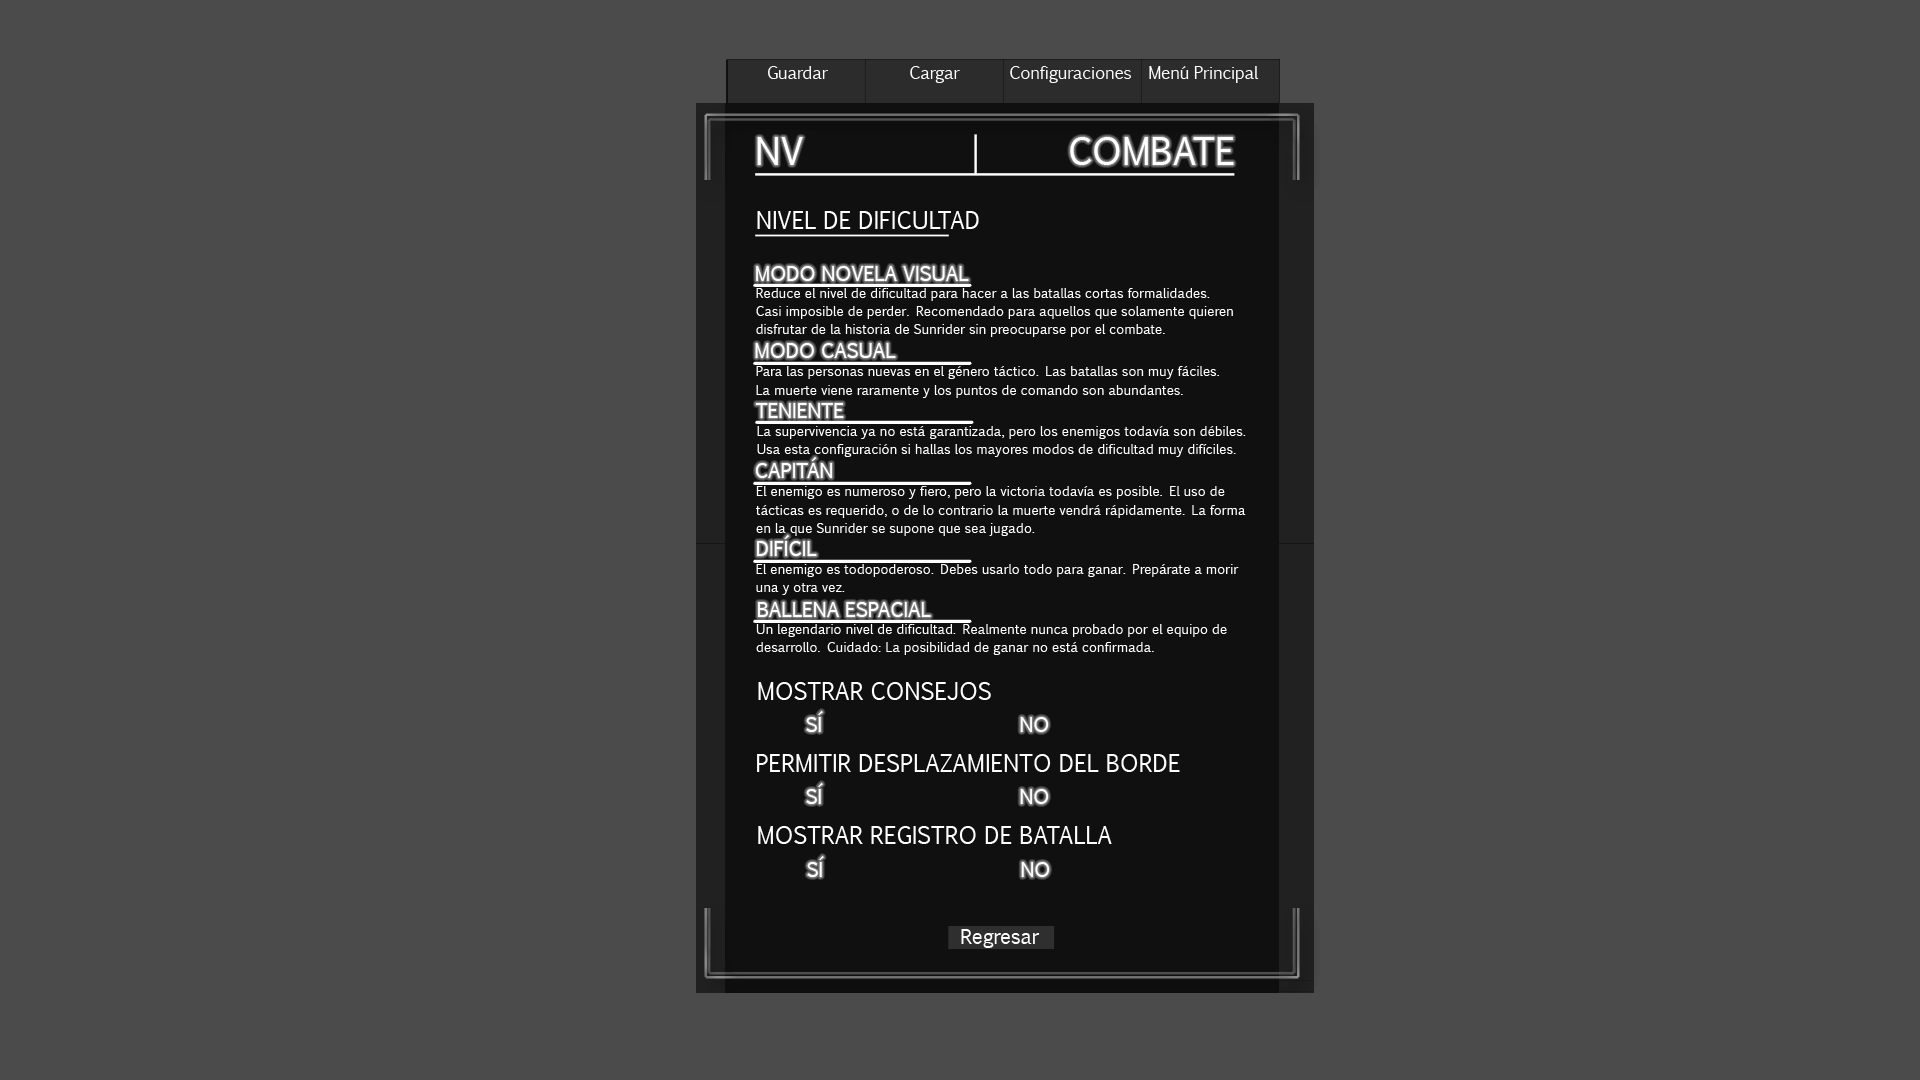 Guardar Cargar Configuraciones Menú Principal
NV COMBATE
NIVEL DE DIFICULTAD
MODO NOVELA VISUAL
Reduce el nivel de dificultad para hacer a las batallas cortas formalidades.
Casi imposible de perder. Recomendado para aquellos que solamente quieren
disfrutar de la historia de Sunrider sin preocuparse por el combate.
MODO CASUAL
Para las personas nuevas en el género táctico. Las batallas son muy fáciles.
La muerte viene raramente y los puntos de comando son abundantes.
TENIENTE
La supervivencia ya no está garantizada, pero los enemigos todavía son débiles.
Usa esta configuración si hallas los mayores modos de dificultad muy difíciles.
CAPITÁN
El enemigo es numeroso y fiero, pero la victoria todavía es posible. El uso de
tácticas es requerido, o de lo contrario la muerte vendrá rápidamente. La forma
en la que Sunrider se supone que sea jugado.
DIFÍCIL
El enemigo es todopoderoso. Debes usarlo todo para ganar. Prepárate a morir
una y otra vez.
BALLENA ESPACIAL
Un legendario nivel de dificultad. Realmente nunca probado por el equipo de
desarrollo. Cuidado: La posibilidad de ganar no está confirmada.
MOSTRAR CONSEJOS
SÍ NO
PERMITIR DESPLAZAMIENTO DEL BORDE
SÍ NO
MOSTRAR REGISTRO DE BATALLA
SÍ NO
Regresar